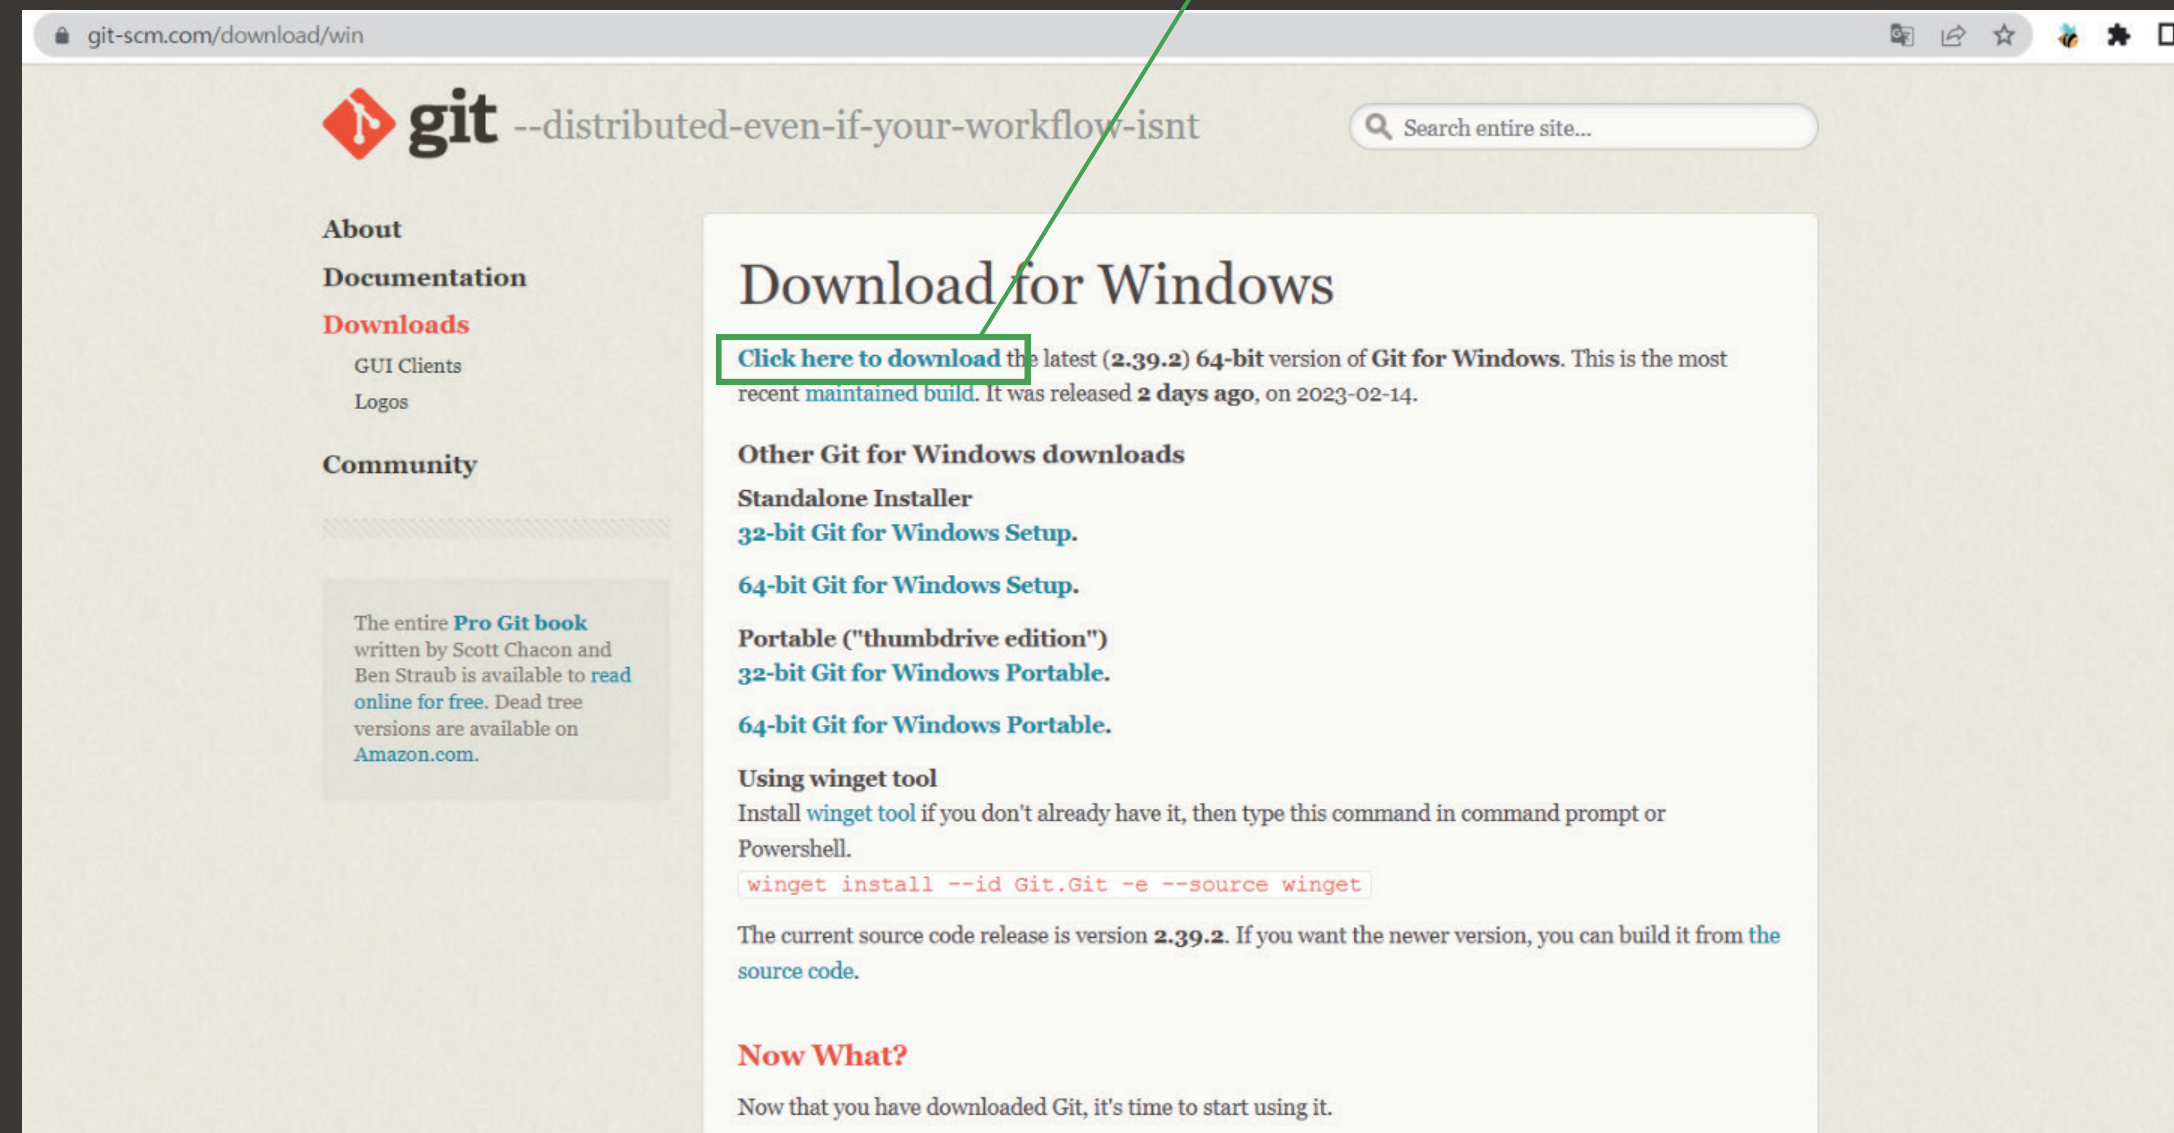 git-scm.com/download/win
git --distributed-even-if-your-workflow-isnt
Search entire site...
About
Documentation
Downloads
GUI Clients
Logos
Community
The entire Pro Git book
written by Scott Chacon and
Ben Straub is available to read
online for free. Dead tree
versions are available on
Amazon.com.
Download for Windows
Click here to download the latest (2.39.2) 64-bit version of Git for Windows. This is the most
recent maintained build. It was released 2 days ago, on 2023-02-14.
Other Git for Windows downloads
Standalone Installer
32-bit Git for Windows Setup.
64-bit Git for Windows Setup.
Portable ("thumbdrive edition")
32-bit Git for Windows Portable.
64-bit Git for Windows Portable.
Using winget tool
Install winget tool if you don't already have it, then type this command in command prompt or
Powershell.
winget install --id Git.Git -e --source winget
The current source code release is version 2.39.2. If you want the newer version, you can build it from the
source code.
Now What?
Now that you have downloaded Git, it's time to start using it.